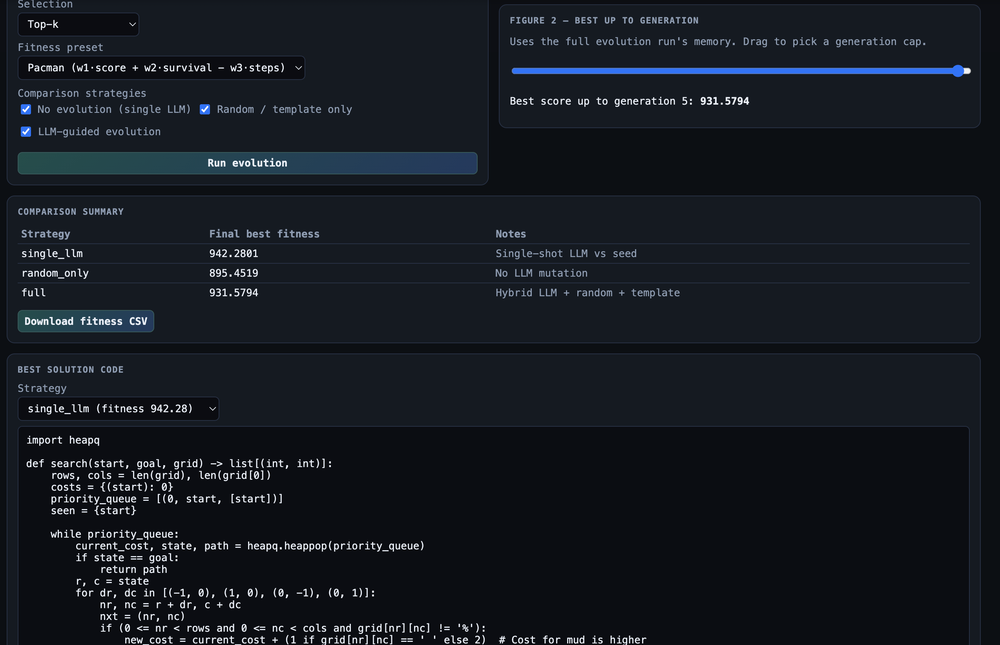 Selection
Top-k
Fitness preset
Pacman (w1·score + w2·survival − w3·steps)
Comparison strategies
No evolution (single LLM)
Random / template only
LLM-guided evolution
Run evolution
FIGURE 2 — BEST UP TO GENERATION
Uses the full evolution run's memory. Drag to pick a generation cap.
Best score up to generation 5: 931.5794
COMPARISON SUMMARY
Strategy Final best fitness Notes
single_llm 942.2801 Single-shot LLM vs seed
random_only 895.4519 No LLM mutation
full 931.5794 Hybrid LLM + random + template
Download fitness CSV
BEST SOLUTION CODE
Strategy
single_llm (fitness 942.28)
import heapq
def search(start, goal, grid) -> list[(int, int)]:
    rows, cols = len(grid), len(grid[0])
    costs = {(start): 0}
    priority_queue = [(0, start, [start])]
    seen = {start}
    while priority_queue:
        current_cost, state, path = heapq.heappop(priority_queue)
        if state == goal:
            return path
        r, c = state
        for dr, dc in [(-1, 0), (1, 0), (0, -1), (0, 1)]:
            nr, nc = r + dr, c + dc
            nxt = (nr, nc)
            if (0 <= nr < rows and 0 <= nc < cols and grid[nr][nc] != '%'):
                new_cost = current_cost + (1 if grid[nr][nc] == ' ' else 2)  # Cost for mud is higher